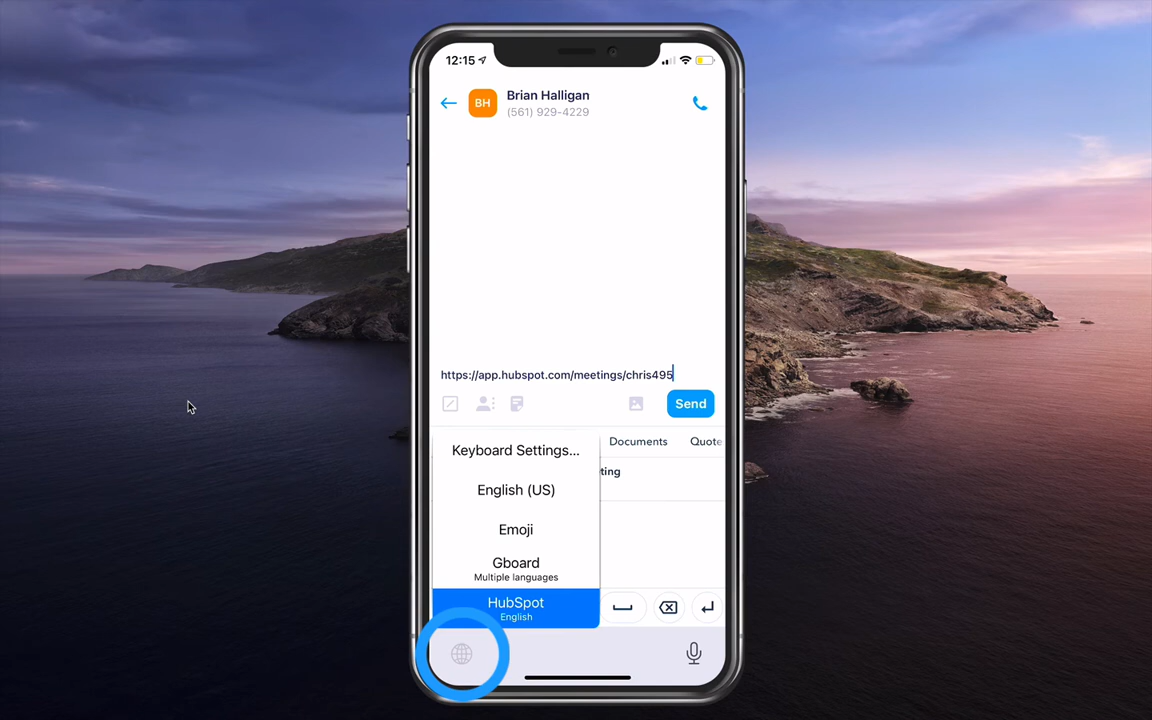 12:15
BH
Brian Halligan
(561) 929-4229
https://app.hubspot.com/meetings/chris495
Send
Documents
Quote
ting
Keyboard Settings...
English (US)
Emoji
Gboard
Multiple languages
HubSpot
English